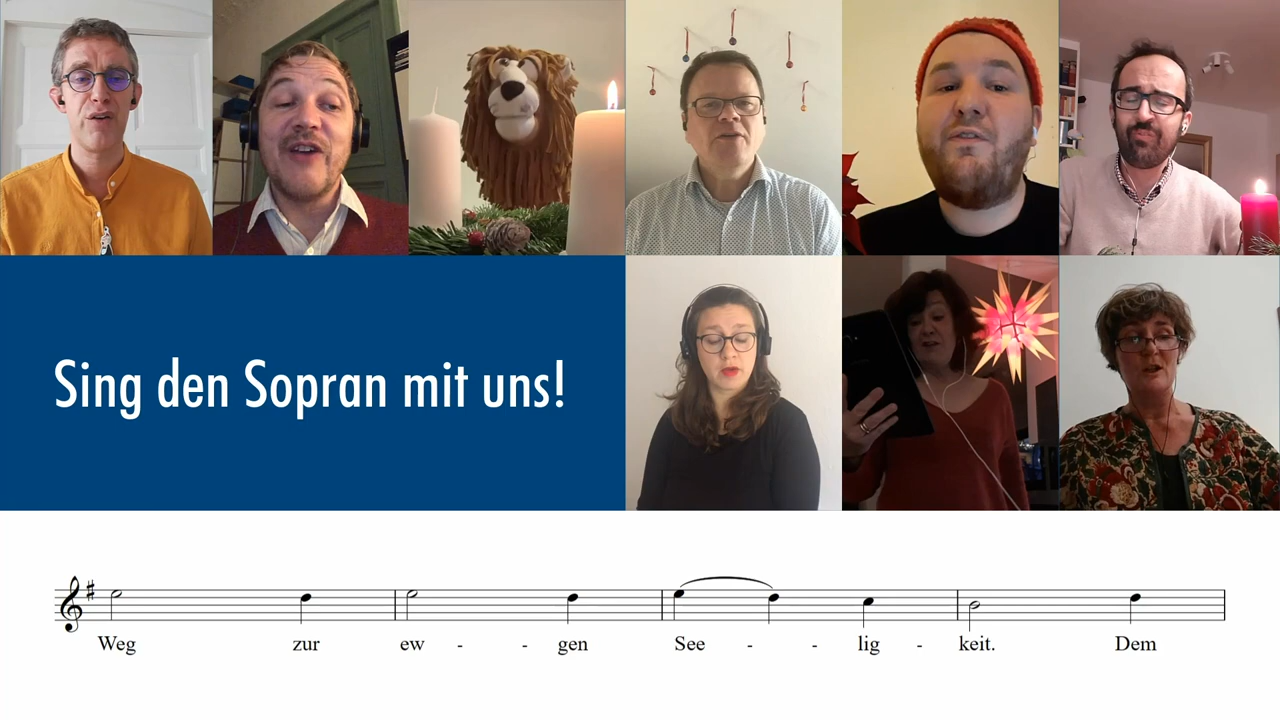 Sing den Sopran mit uns!
Weg zur ew - - gen See - - lig - keit. Dem